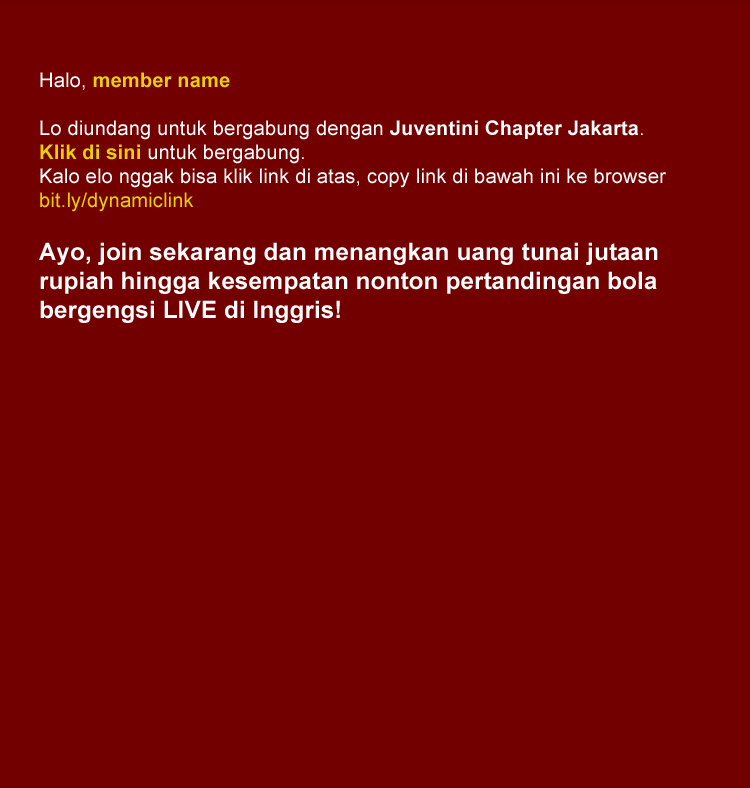 Halo, member name
Lo diundang untuk bergabung dengan Juventini Chapter Jakarta.
Klik di sini untuk bergabung.
Kalo elo nggak bisa klik link di atas, copy link di bawah ini ke browser
bit.ly/dynamiclink
Ayo, join sekarang dan menangkan uang tunai jutaan
rupiah hingga kesempatan nonton pertandingan bola
bergengsi LIVE di Inggris!